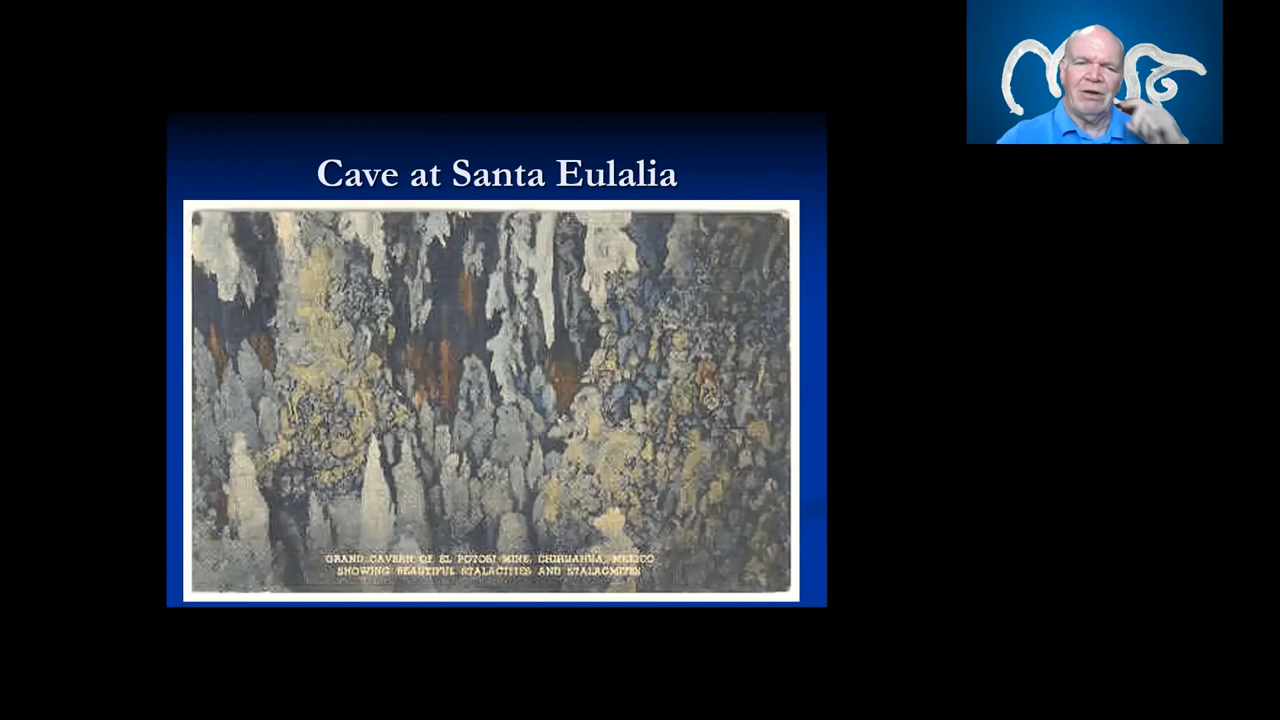 Cave at Santa Eulalia
GRAND CAVERN OF EL POTOSI MINE, CHIHUAHUA, MEXICO
SHOWING BEAUTIFUL STALACTITES AND STALAGMITES